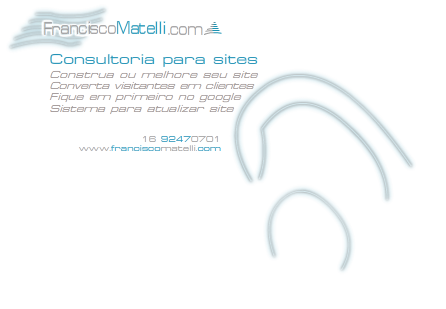 FranciscoMatelli.com
Consultoria para sites
Construa ou melhore seu site
Converta visitantes em clientes
Fique em primeiro no google
Sistema para atualizar site
16 92470701
www.franciscomatelli.com